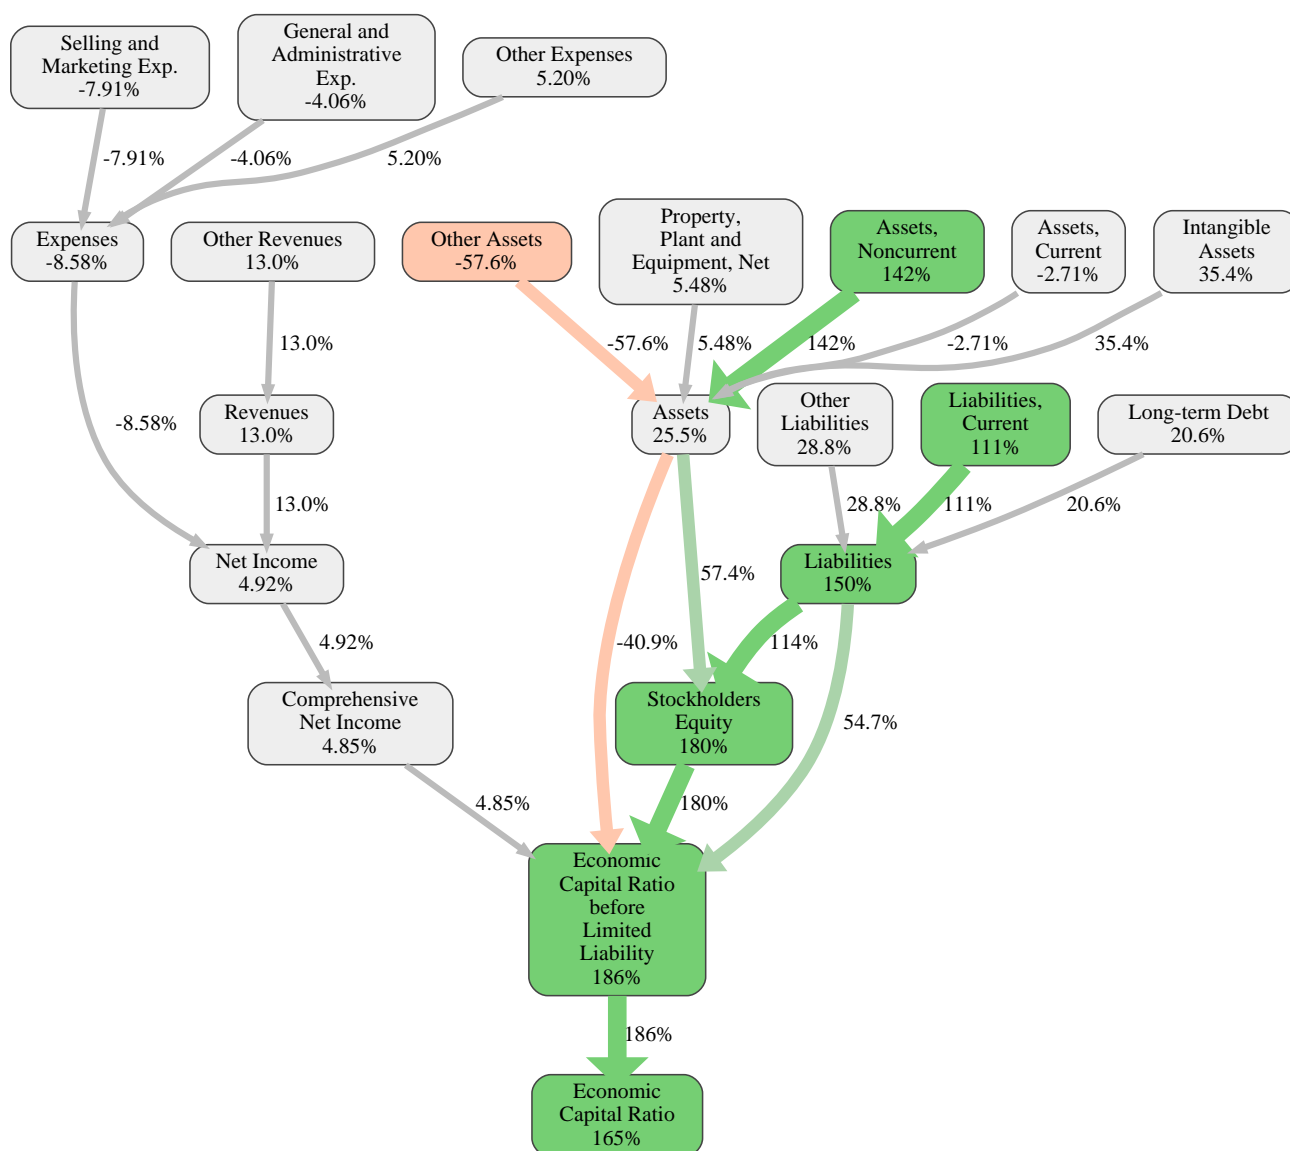 Selling and
Marketing Exp.
-7.91%
General and
Administrative
Exp.
-4.06%
Other Expenses
5.20%
-7.91%
-4.06%
5.20%
Expenses
-8.58%
Other Revenues
13.0%
Other Assets
-57.6%
Property,
Plant and
Equipment, Net
5.48%
Assets,
Noncurrent
142%
Assets,
Current
-2.71%
Intangible
Assets
35.4%
13.0%
-57.6%
5.48%
142%
-2.71%
35.4%
-8.58%
Revenues
13.0%
Assets
25.5%
Other
Liabilities
28.8%
Liabilities,
Current
111%
Long-term Debt
20.6%
13.0%
28.8%
111%
20.6%
Net Income
4.92%
57.4%
Liabilities
150%
4.92%
-40.9%
114%
Comprehensive
Net Income
4.85%
Stockholders
Equity
180%
54.7%
4.85%
180%
Economic
Capital Ratio
before
Limited
Liability
186%
186%
Economic
Capital Ratio
165%